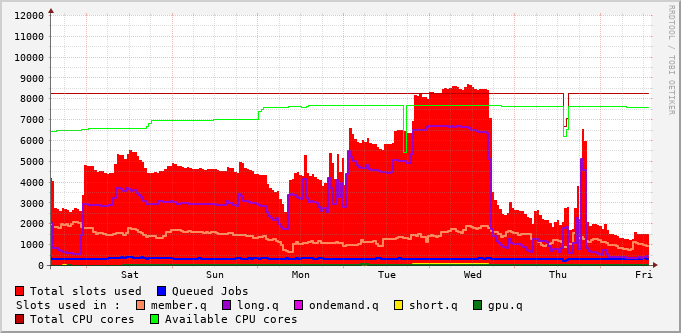 RRDTOOL / TOBI OETIKER
12000
11000
10000
9000
8000
7000
6000
5000
4000
3000
2000
1000
0
Sat Sun Mon Tue Wed Thu Fri
Total slots used Queued Jobs
Slots used in : member.q long.q ondemand.q short.q gpu.q
Total CPU cores Available CPU cores